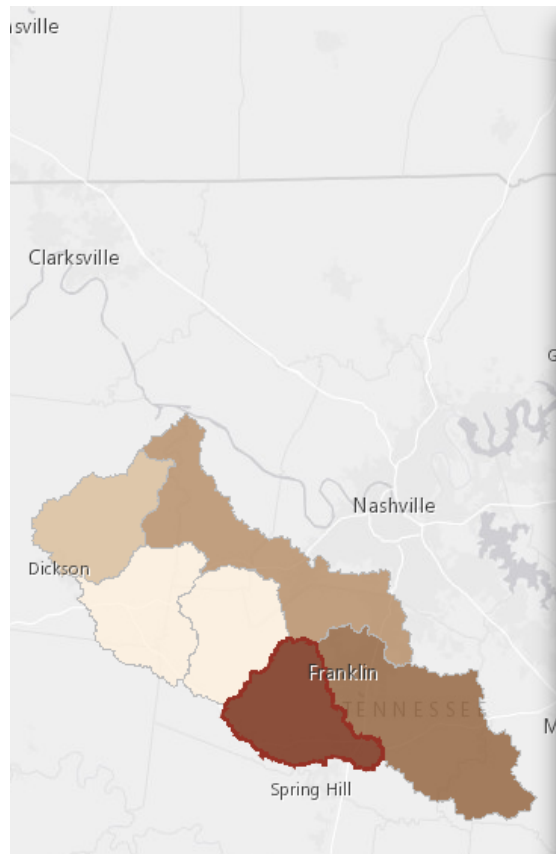 sville
Clarksville
G
Nashville
Dickson
Franklin
TENNESSEE
M
Spring Hill